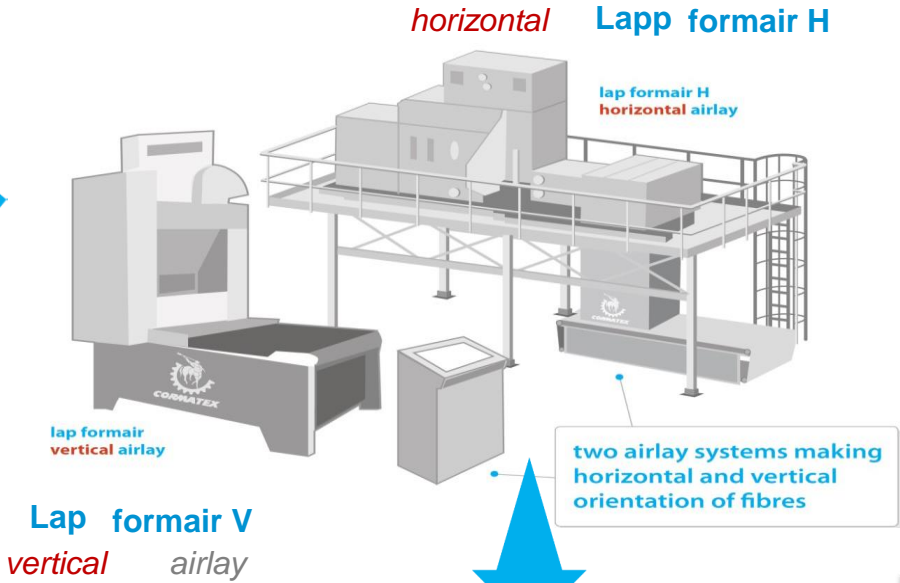 horizontal Lapp formair H
lap formair H
horizontal airlay
CORMATEX
CORMATEX
lap formair
vertical airlay
two airlay systems making
horizontal and vertical
orientation of fibres
Lap formair V
vertical airlay